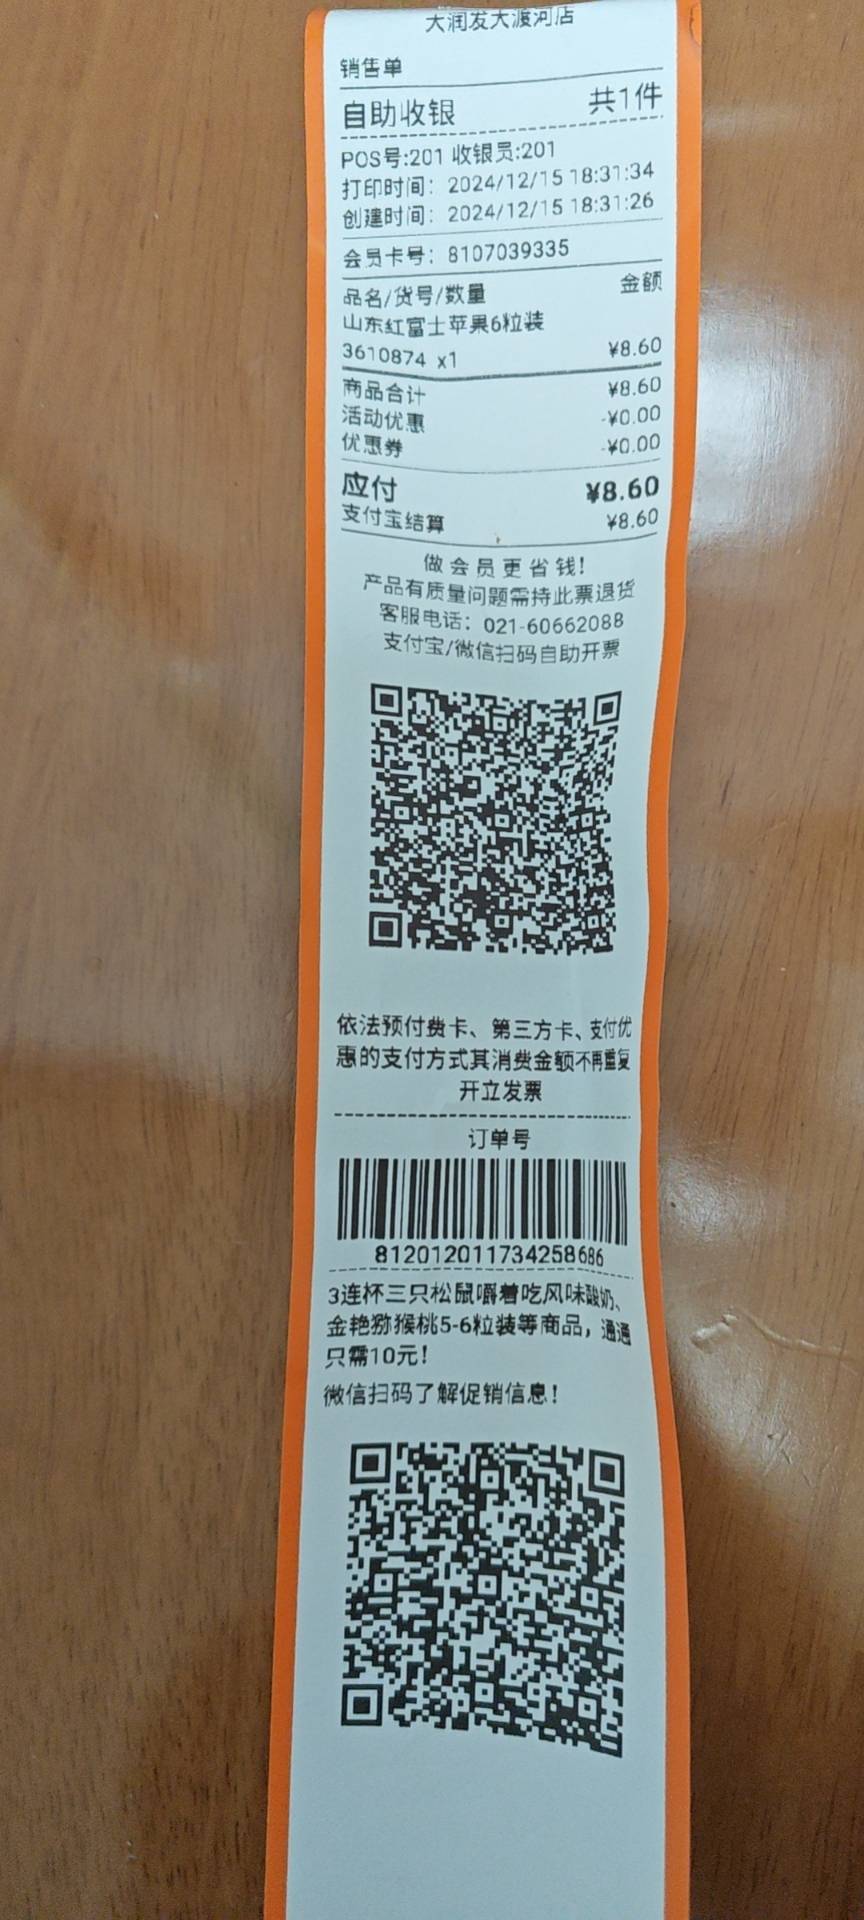 大润发大渡河店
销售单
自助收银 共1件
POS号:201 收银员:201
打印时间: 2024/12/15 18:31:34
创建时间: 2024/12/15 18:31:26
会员卡号: 8107039335
品名/货号/数量 金额
山东红富士苹果6粒装
3610874 x1 ¥8.60
商品合计 ¥8.60
活动优惠 -¥0.00
优惠券 -¥0.00
应付 ¥8.60
支付宝结算 ¥8.60
做会员更省钱!
产品有质量问题需持此票退货
客服电话: 021-60662088
支付宝/微信扫码自助开票
依法预付费卡、第三方卡、支付优
惠的支付方式其消费金额不再重复
开立发票
订单号
812012011734258686
3连杯三只松鼠嚼着吃风味酸奶、
金艳猕猴桃5-6粒装等商品，通通
只需10元!
微信扫码了解促销信息!